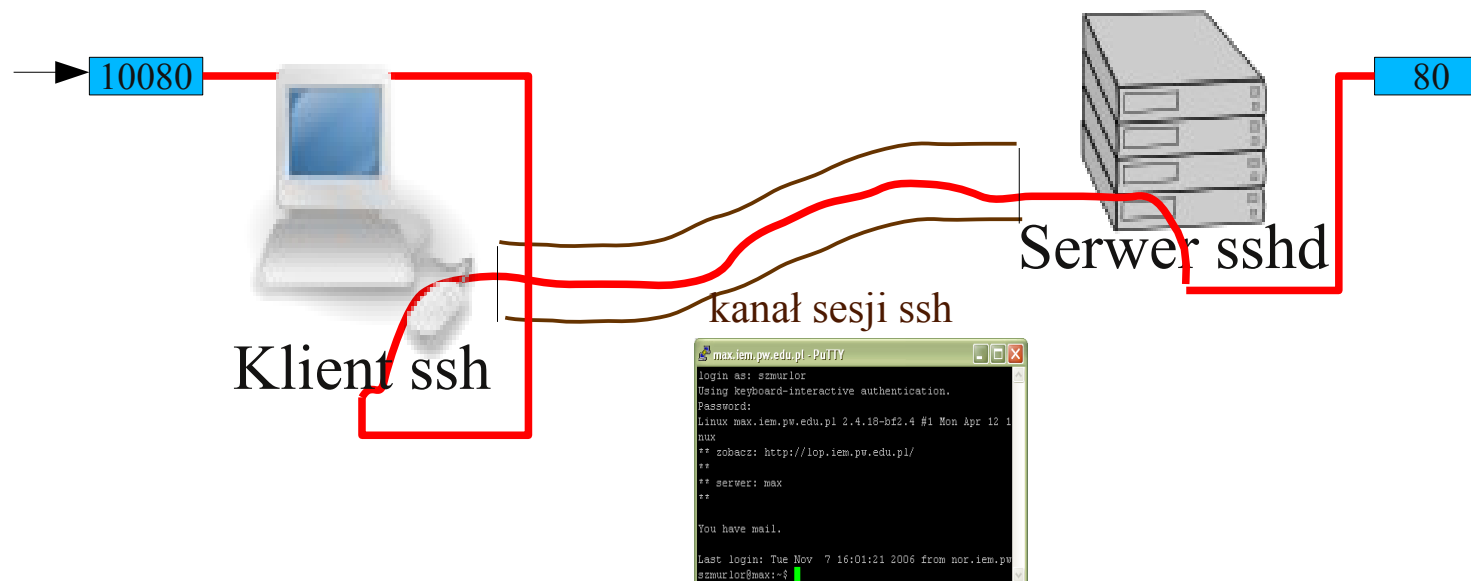 10080
80
Serwer sshd
kanał sesji ssh
Klient ssh
max.iem.pw.edu.pl - PuTTY
login as: szmurlor
Using keyboard-interactive authentication.
Password:
Linux max.iem.pw.edu.pl 2.4.18-bf2.4 #1 Mon Apr 12 1
nux
** zobacz: http://lop.iem.pw.edu.pl/
**
** serwer: max
**
You have mail.
Last login: Tue Nov 7 16:01:21 2006 from nor.iem.pw
szmurlor@max:~$